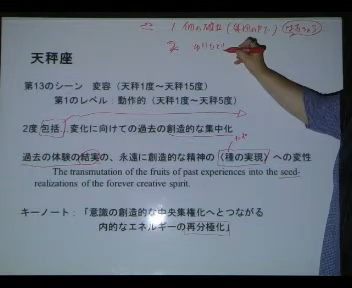 天秤座
第13のシーン　変容（天秤1度～天秤15度）
第1のレベル：動作的（天秤1度～天秤5度）
2度 包括…変化に向けての過去の創造的な集中化
過去の体験の結実の、永遠に創造的な精神の〈種の実現〉への変性
The transmutation of the fruits of past experiences into the seed-
realizations of the forever creative spirit.
キーノート：「意識の創造的な中央集権化へとつながる
内的なエネルギーの再分極化」